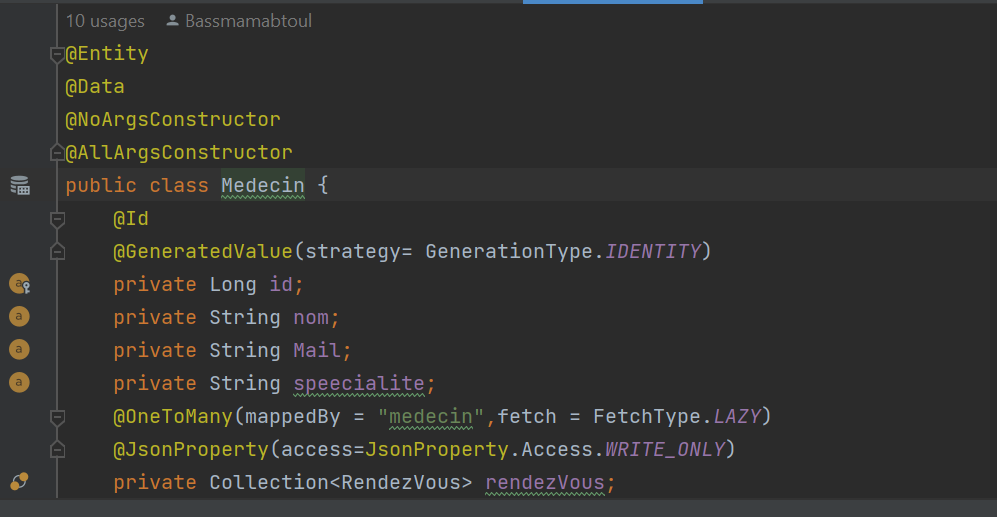 10 usages Bassmamabtoul
@Entity
@Data
@NoArgsConstructor
@AllArgsConstructor
public class Medecin {
@Id
@GeneratedValue(strategy= GenerationType.IDENTITY)
private Long id;
private String nom;
private String Mail;
private String speecialite;
@OneToMany(mappedBy = "medecin",fetch = FetchType.LAZY)
@JsonProperty(access=JsonProperty.Access.WRITE_ONLY)
private Collection<RendezVous> rendezVous;